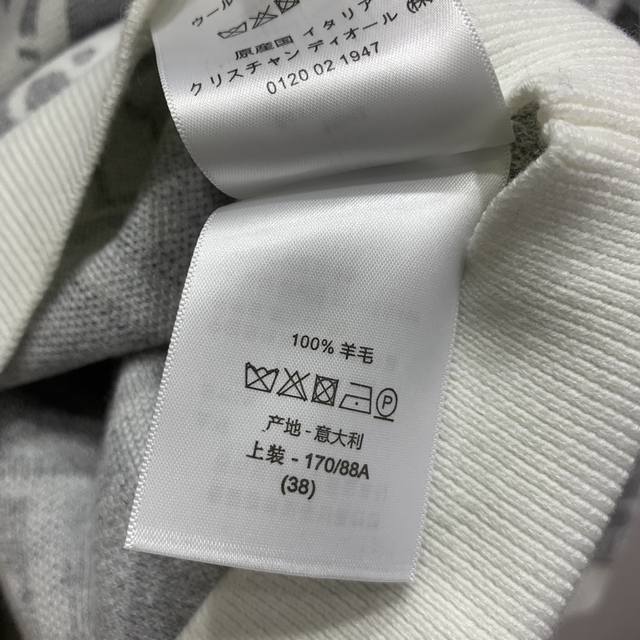 ウール
原産国 イタリア
クリスチャン ディオール (株)
0120 02 1947
100% 羊毛
P
产地 - 意大利
上装 - 170/88A
(38)